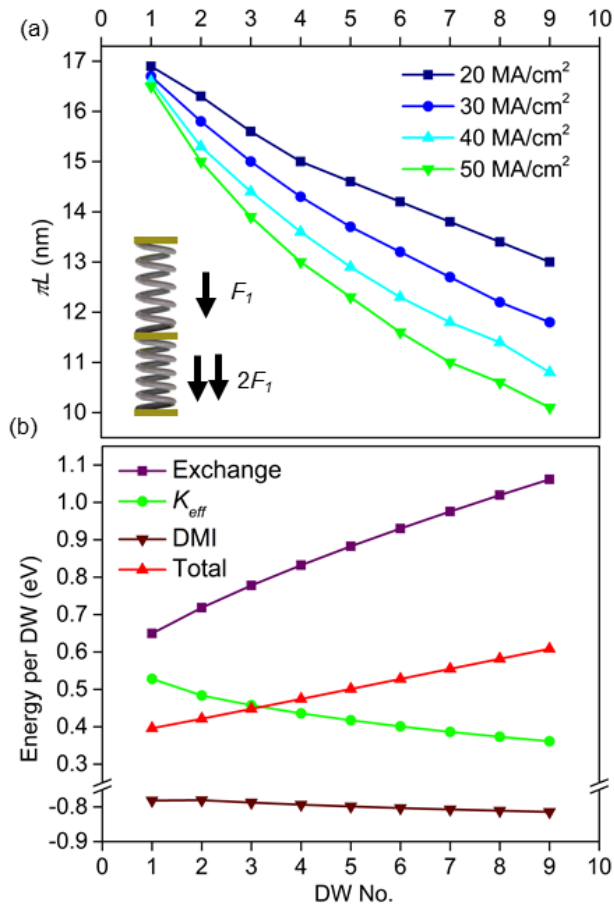 (a)
0 1 2 3 4 5 6 7 8 9 10
17
16
15
14
13
12
11
10
πL (nm)
20 MA/cm²
30 MA/cm²
40 MA/cm²
50 MA/cm²
F₁
2F₁
(b)
1.1
1.0
0.9
0.8
0.7
0.6
0.5
0.4
0.3
-0.8
-0.9
Energy per DW (eV)
Exchange
K_eff
DMI
Total
0 1 2 3 4 5 6 7 8 9 10
DW No.